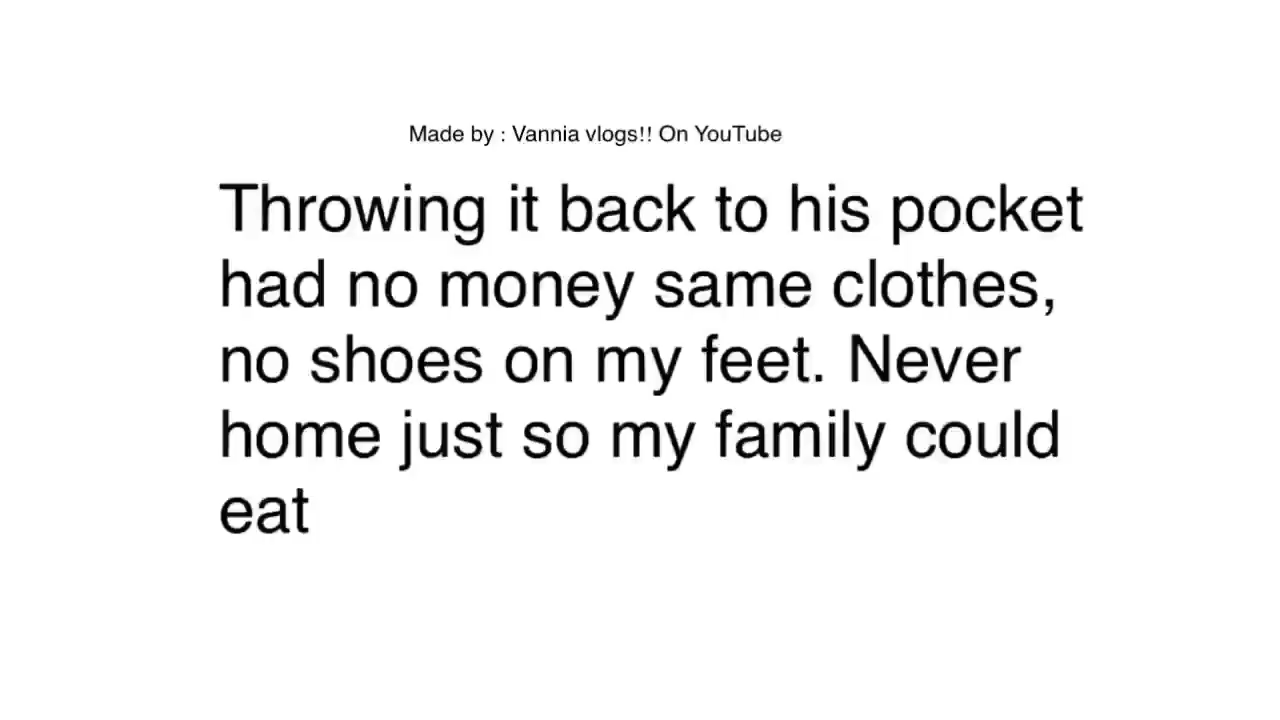 Made by : Vannia vlogs!! On YouTube
Throwing it back to his pocket
had no money same clothes,
no shoes on my feet. Never
home just so my family could
eat